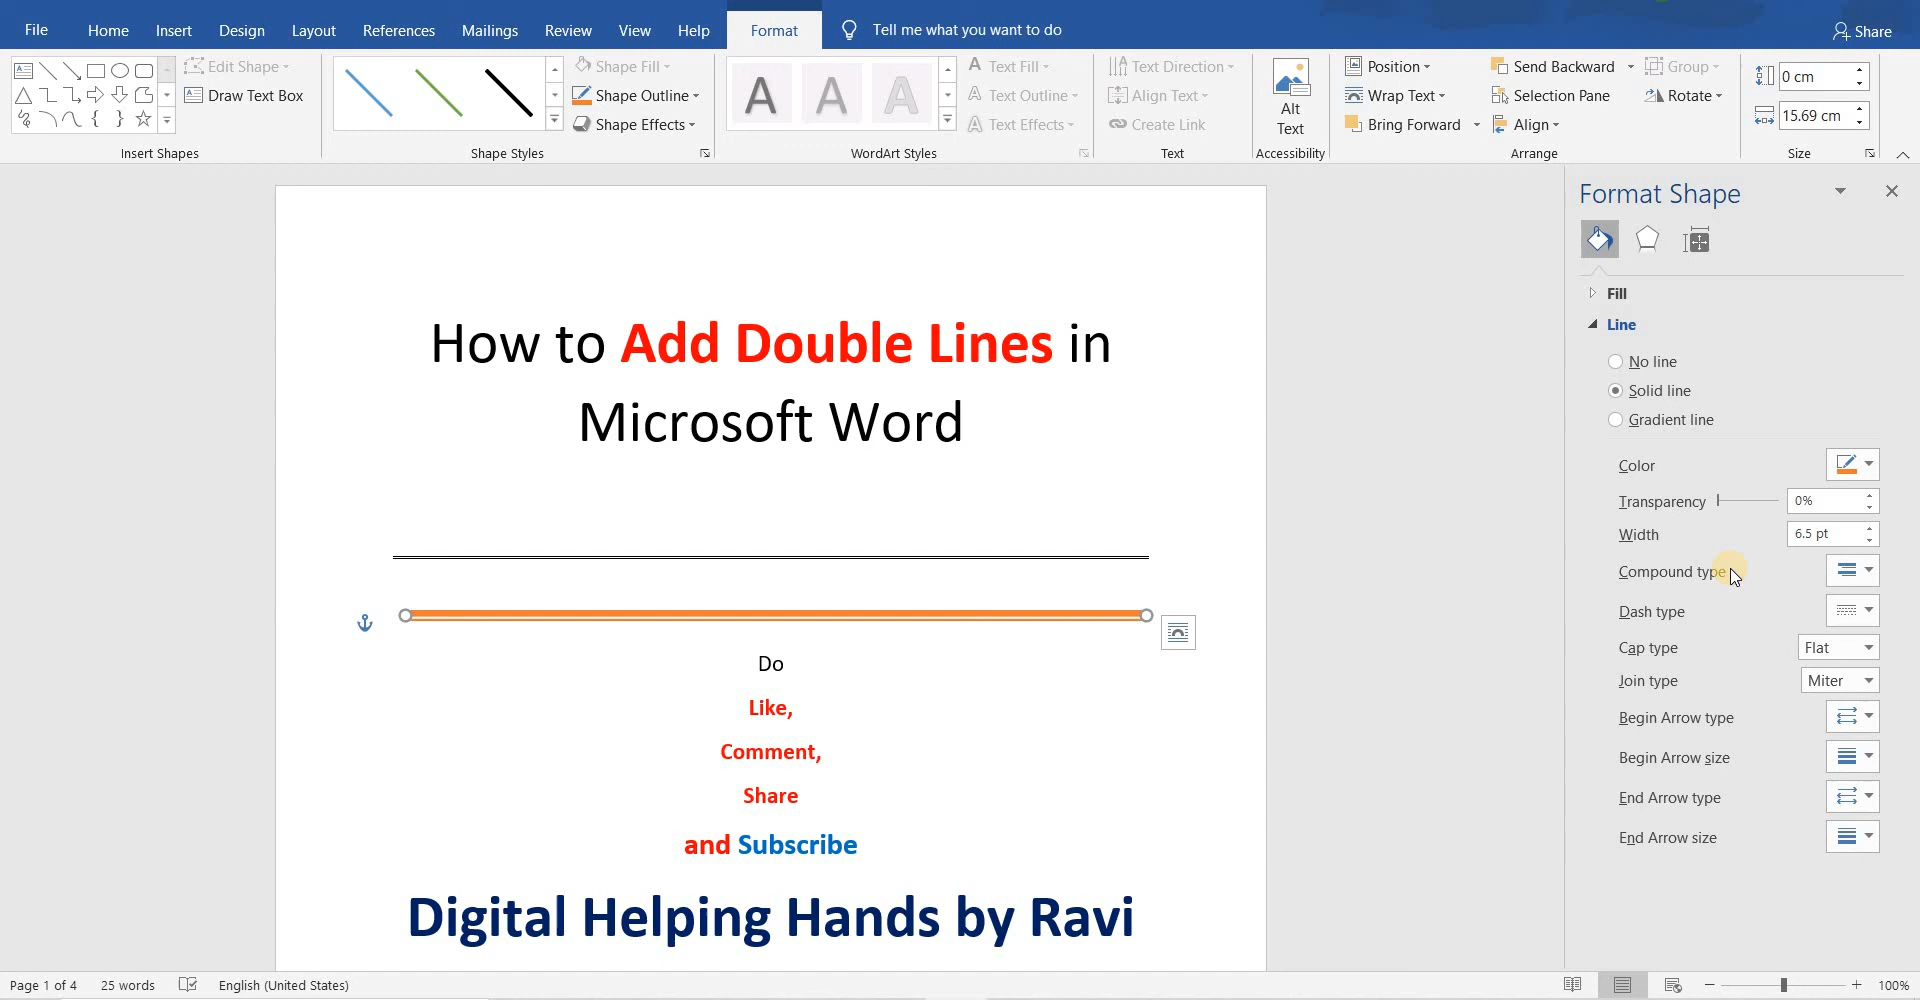 File Home Insert Design Layout References Mailings Review View Help Format Tell me what you want to do Share
Edit Shape
Draw Text Box
Insert Shapes
Shape Fill
Shape Outline
Shape Effects
Shape Styles
A A A
Text Fill
Text Outline
Text Effects
WordArt Styles
Text Direction
Align Text
Create Link
Text
Alt
Text
Accessibility
Position
Wrap Text
Bring Forward
Send Backward
Selection Pane
Align
Group
Rotate
Arrange
0 cm
15.69 cm
Size
How to Add Double Lines in
Microsoft Word
Do
Like,
Comment,
Share
and Subscribe
Digital Helping Hands by Ravi
Format Shape
Fill
Line
No line
Solid line
Gradient line
Color
Transparency 0%
Width 6.5 pt
Compound type
Dash type
Cap type Flat
Join type Miter
Begin Arrow type
Begin Arrow size
End Arrow type
End Arrow size
Page 1 of 4 25 words English (United States) 100%